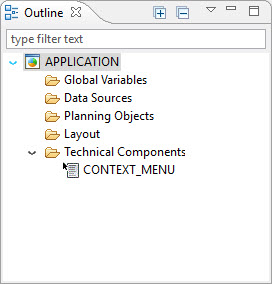 Outline
type filter text
APPLICATION
Global Variables
Data Sources
Planning Objects
Layout
Technical Components
CONTEXT_MENU